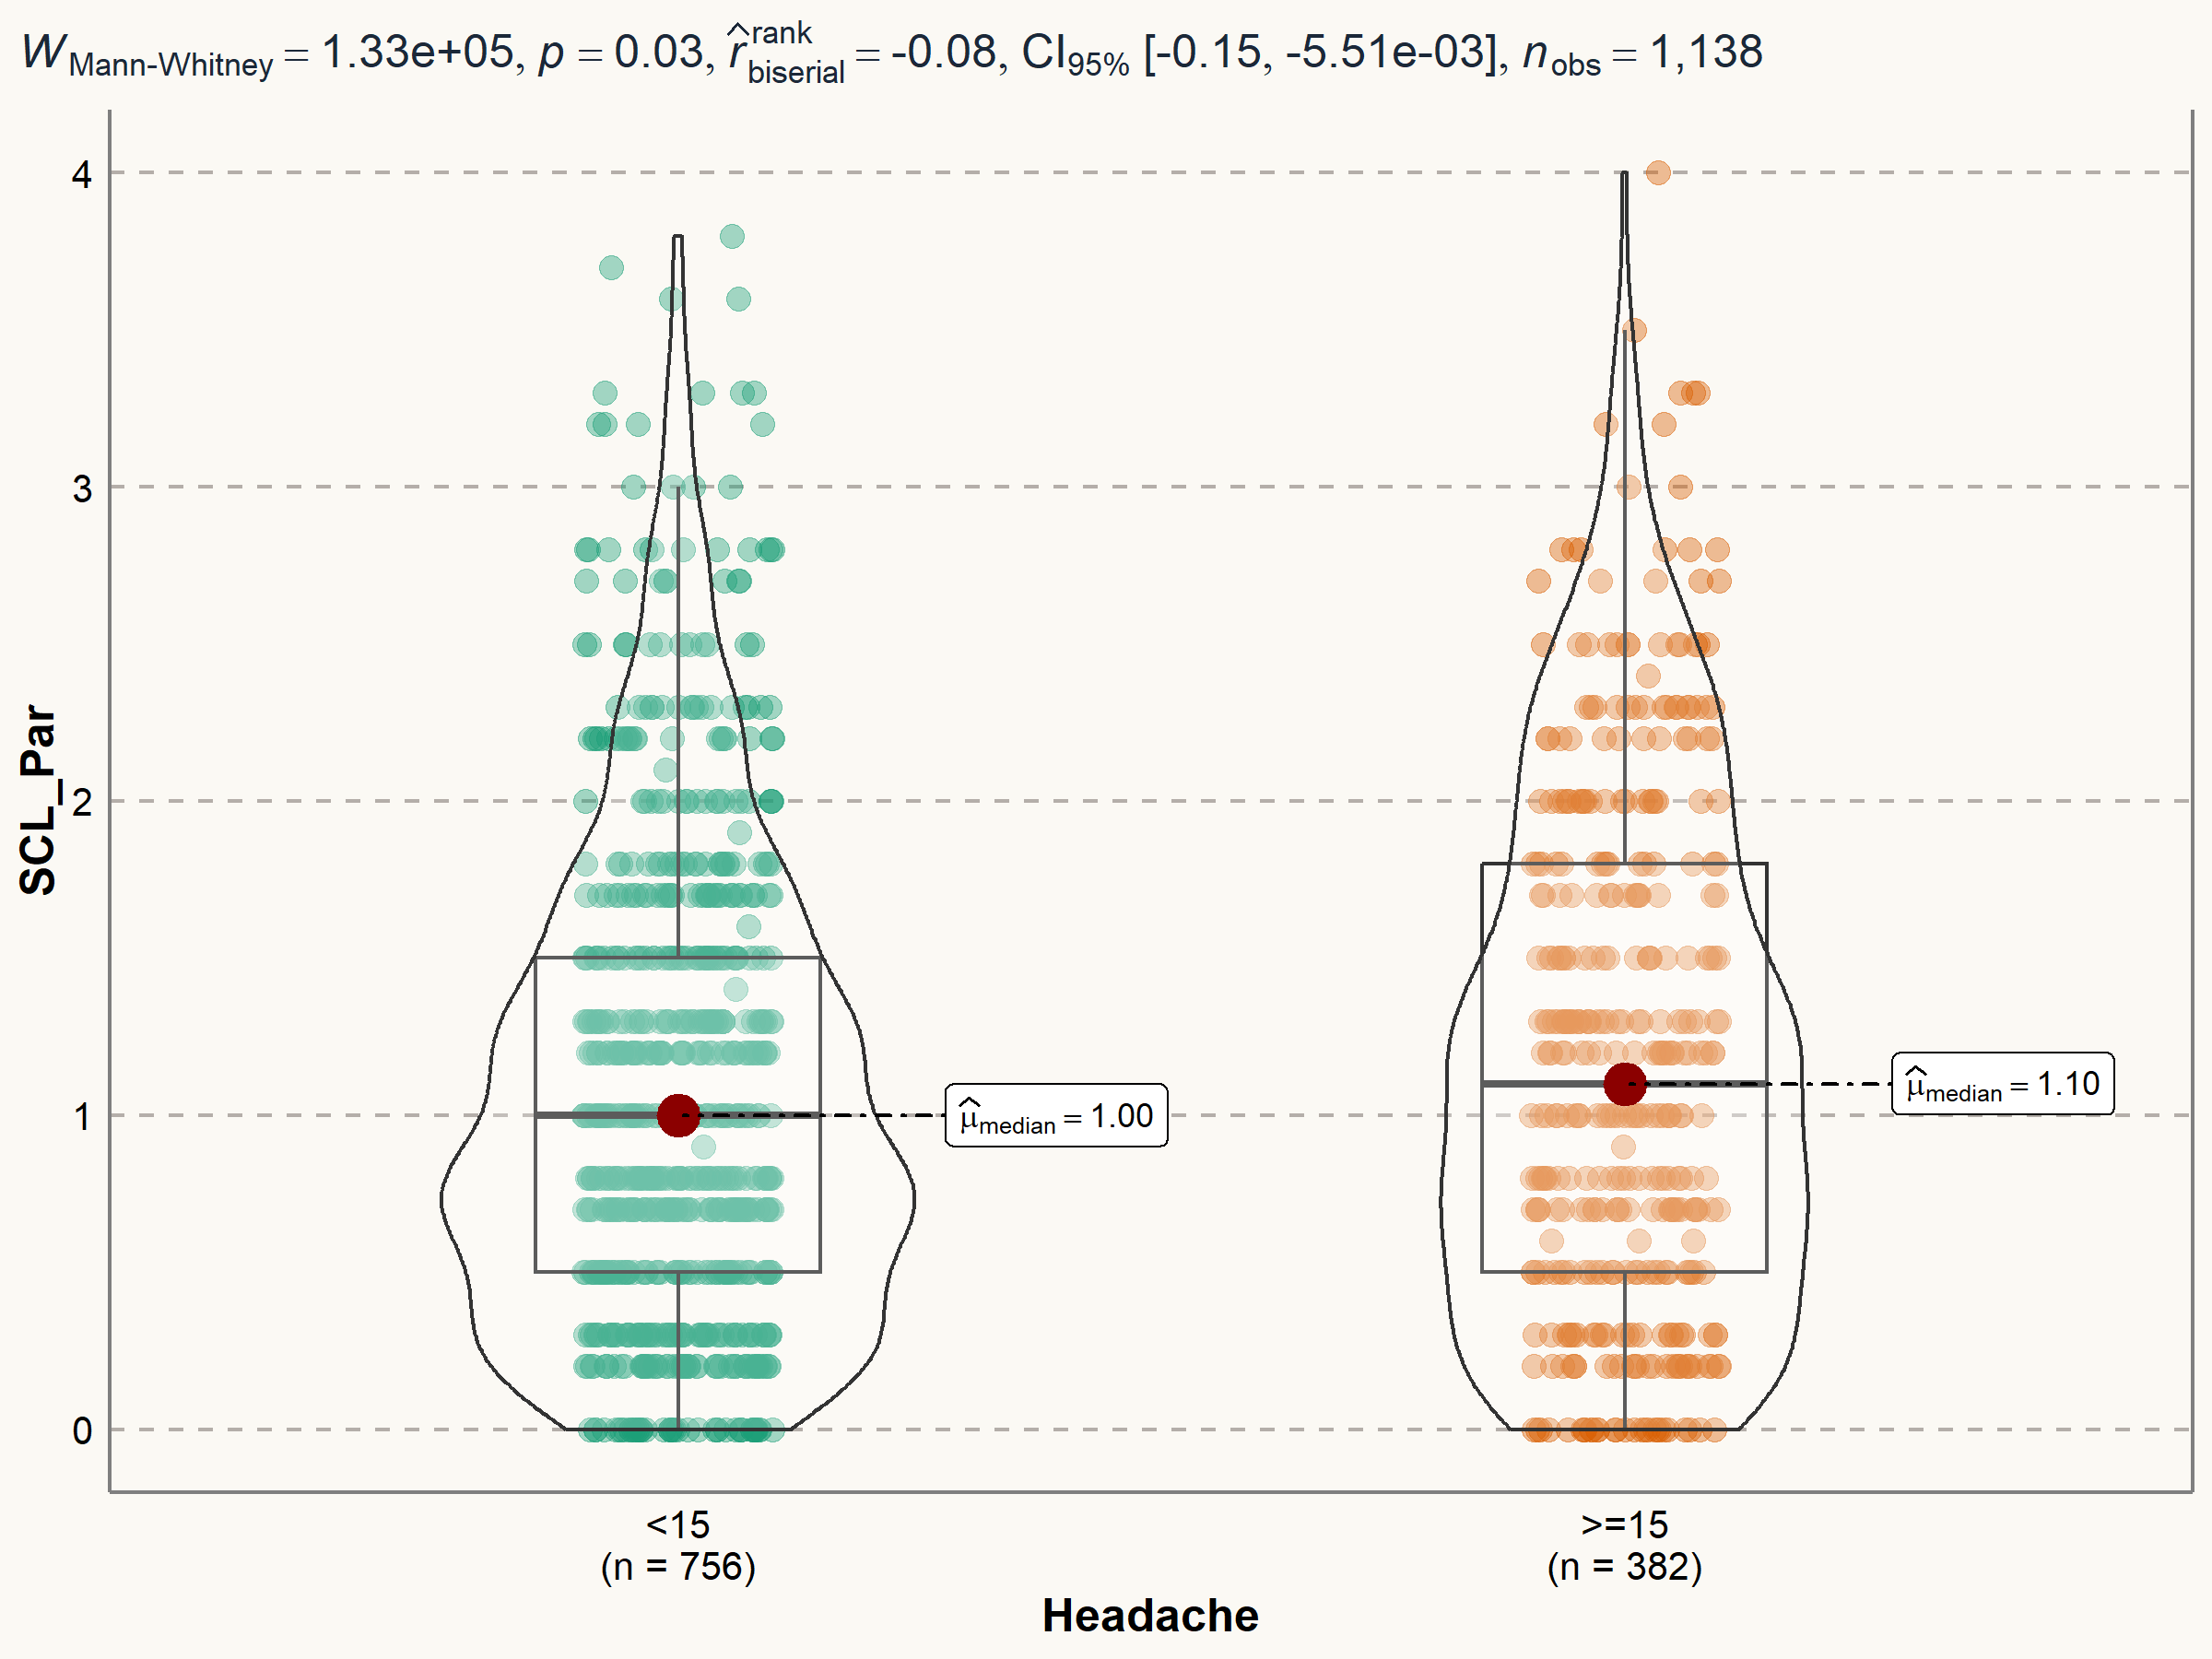 W Mann-Whitney = 1.33e+05, p = 0.03, r̂ rank biserial = -0.08, CI95% [-0.15, -5.51e-03], n obs = 1,138
4
3
2
1
0
SCL_Par
μ̂ median = 1.00
μ̂ median = 1.10
<15
(n = 756)
>=15
(n = 382)
Headache